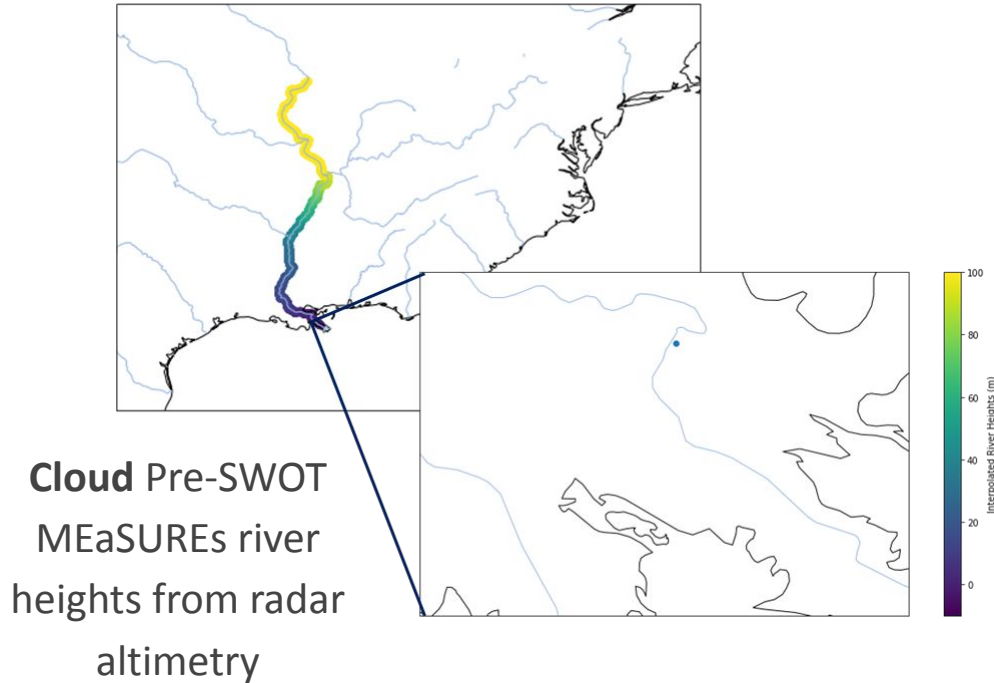 100
80
60
40
20
0
Interpolated River Heights (m)
Cloud Pre-SWOT
MEaSUREs river
heights from radar
altimetry